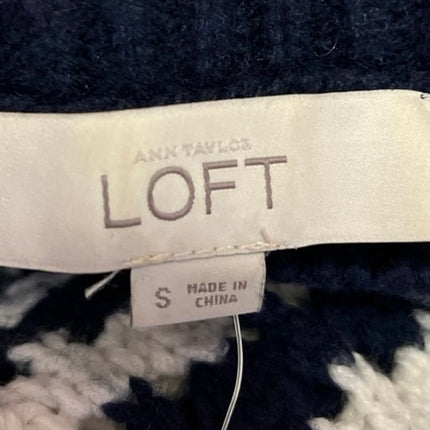 ANN TAYLOR
LOFT
S
MADE IN
CHINA